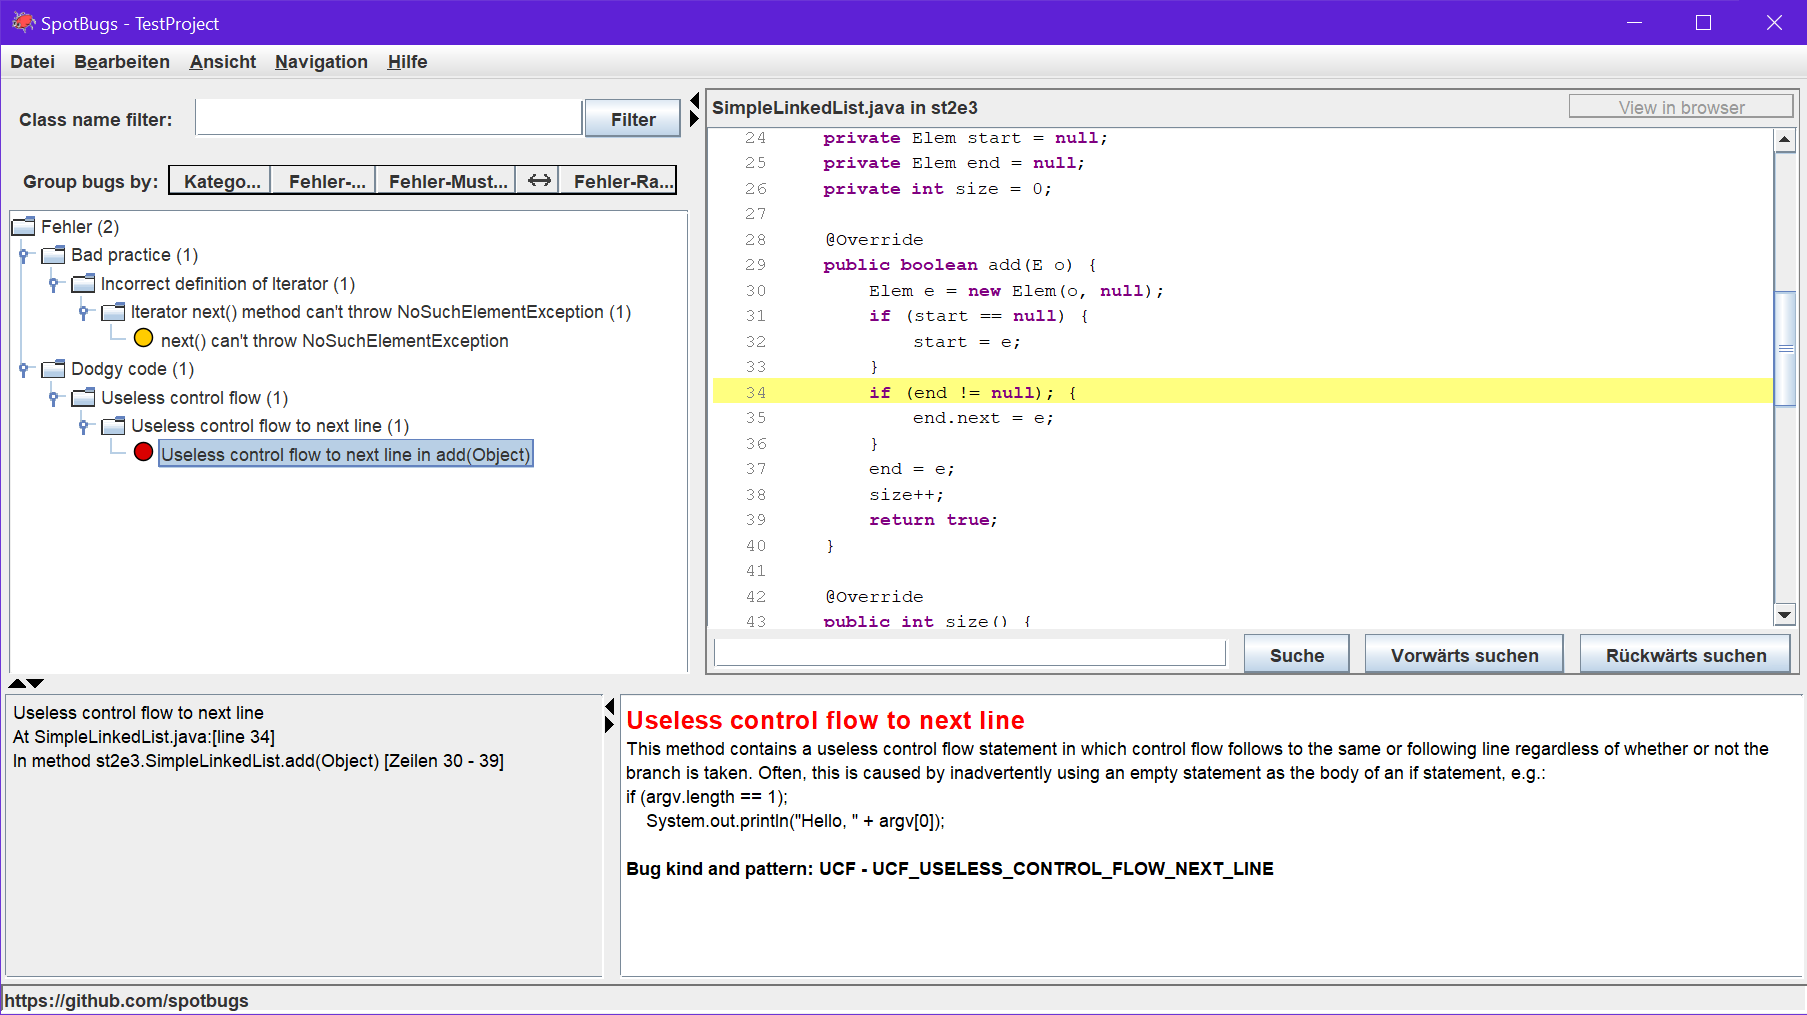 SpotBugs - TestProject
Datei Bearbeiten Ansicht Navigation Hilfe
Class name filter: Filter
Group bugs by: Katego... Fehler-... Fehler-Must... Fehler-Ra...
Fehler (2)
Bad practice (1)
Incorrect definition of Iterator (1)
Iterator next() method can't throw NoSuchElementException (1)
next() can't throw NoSuchElementException
Dodgy code (1)
Useless control flow (1)
Useless control flow to next line (1)
Useless control flow to next line in add(Object)
SimpleLinkedList.java in st2e3 View in browser
24 private Elem start = null;
25 private Elem end = null;
26 private int size = 0;
27
28 @Override
29 public boolean add(E o) {
30 Elem e = new Elem(o, null);
31 if (start == null) {
32 start = e;
33 }
34 if (end != null); {
35 end.next = e;
36 }
37 end = e;
38 size++;
39 return true;
40 }
41
42 @Override
43 public int size() {
Suche Vorwärts suchen Rückwärts suchen
Useless control flow to next line
At SimpleLinkedList.java:[line 34]
In method st2e3.SimpleLinkedList.add(Object) [Zeilen 30 - 39]
Useless control flow to next line
This method contains a useless control flow statement in which control flow follows to the same or following line regardless of whether or not the
branch is taken. Often, this is caused by inadvertently using an empty statement as the body of an if statement, e.g.:
if (argv.length == 1);
System.out.println("Hello, " + argv[0]);
Bug kind and pattern: UCF - UCF_USELESS_CONTROL_FLOW_NEXT_LINE
https://github.com/spotbugs